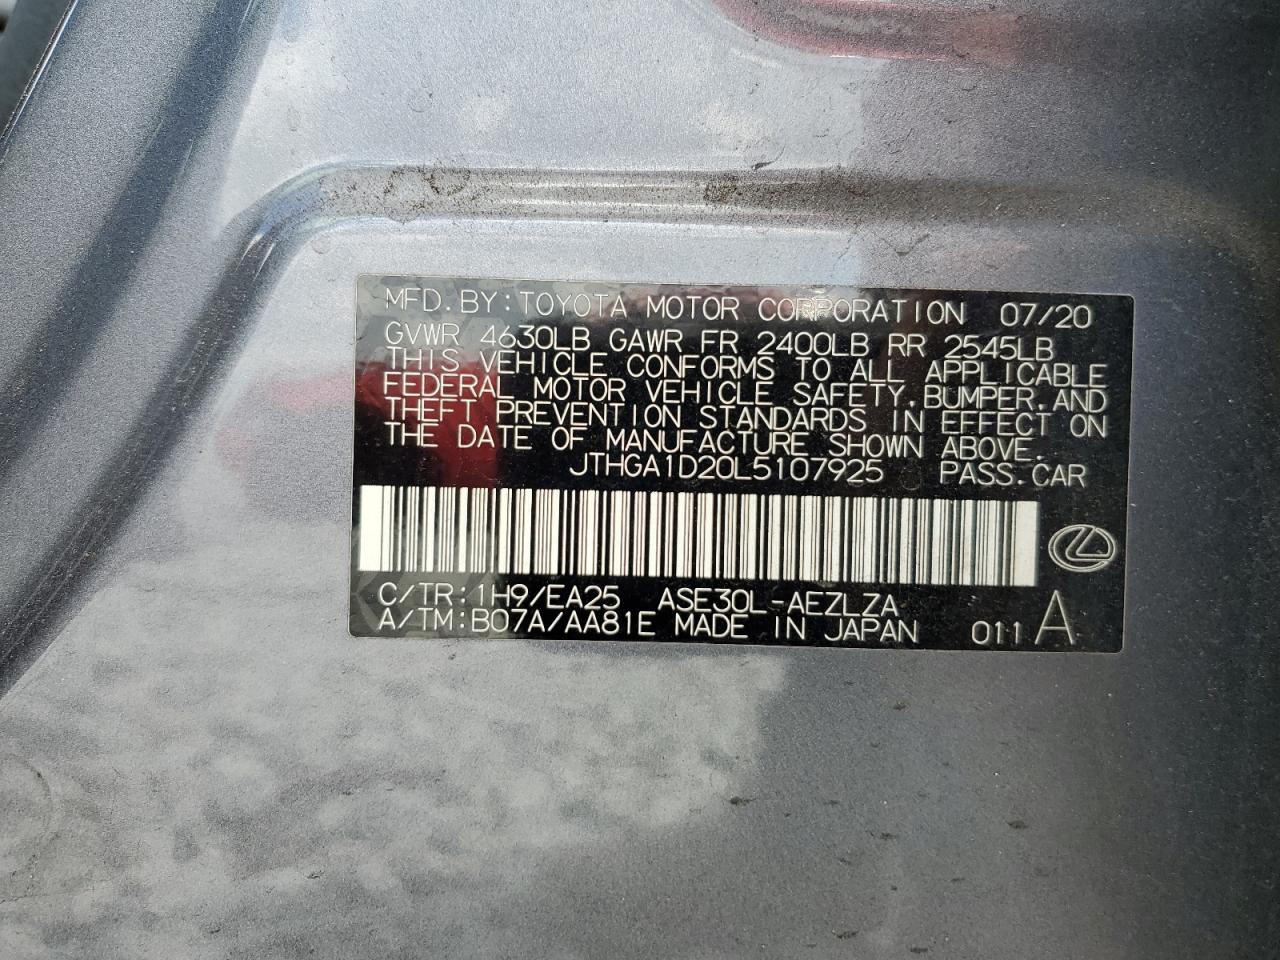 MFD.BY:TOYOTA MOTOR CORPORATION 07/20
GVWR 4630LB GAWR FR 2400LB RR 2545LB
THIS VEHICLE CONFORMS TO ALL APPLICABLE
FEDERAL MOTOR VEHICLE SAFETY,BUMPER,AND
THEFT PREVENTION STANDARDS IN EFFECT ON
THE DATE OF MANUFACTURE SHOWN ABOVE.
JTHGA1D20L5107925 PASS.CAR
C/TR:1H9/EA25 ASE30L-AEZLZA
A/TM:B07A/AA81E MADE IN JAPAN 011 A